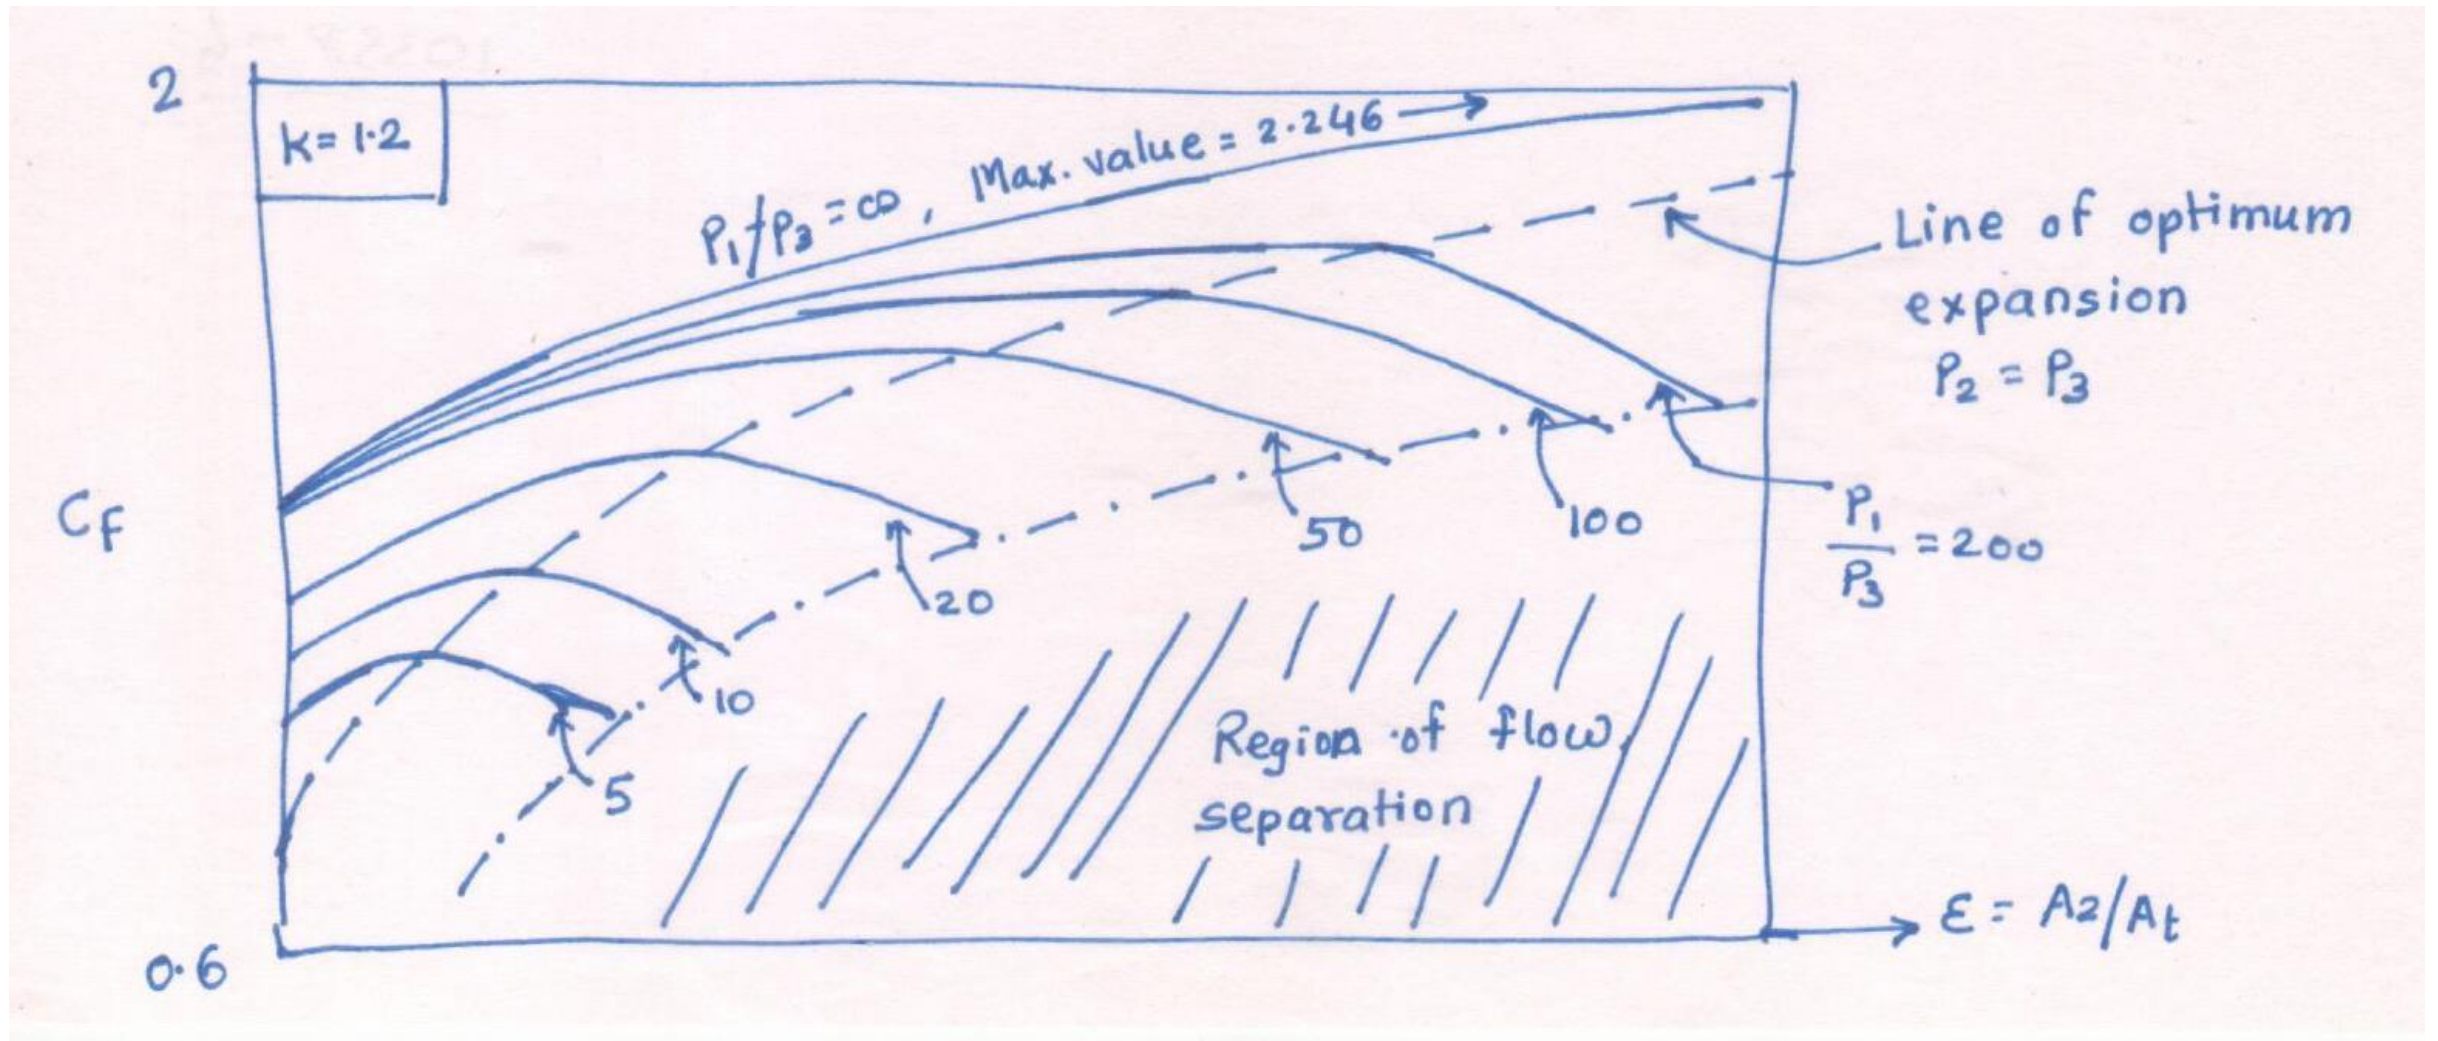 2
k = 1.2
P₁/P₃ = ∞, Max. value = 2.246 →
Line of optimum
expansion
P₂ = P₃
CF
50
100
P₁/P₃ = 200
20
10
5
Region of flow
separation
0.6
ε = A₂/At